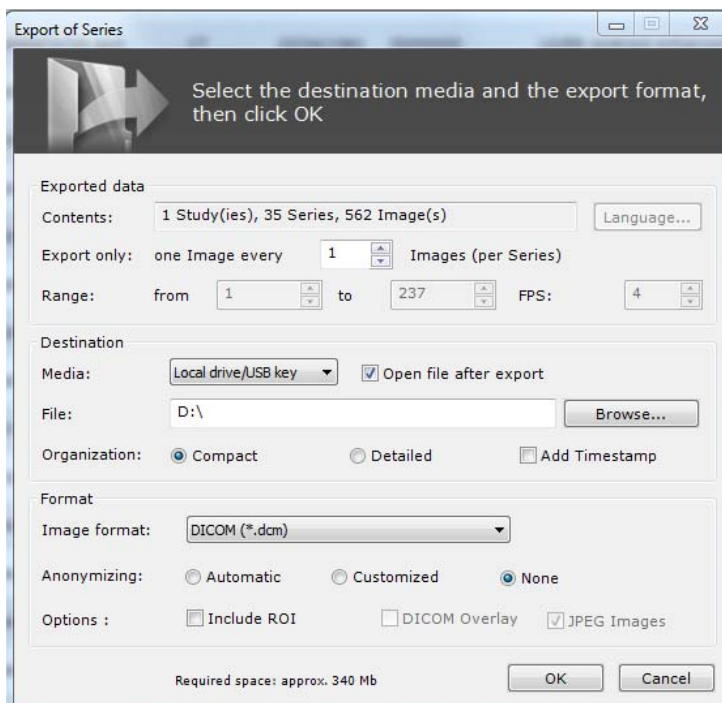 Export of Series
Select the destination media and the export format,
then click OK
Exported data
Contents: 1 Study(ies), 35 Series, 562 Image(s) Language...
Export only: one Image every 1 Images (per Series)
Range: from 1 to 237 FPS: 4
Destination
Media: Local drive/USB key Open file after export
File: D:\ Browse...
Organization: Compact Detailed Add Timestamp
Format
Image format: DICOM (*.dcm)
Anonymizing: Automatic Customized None
Options : Include ROI DICOM Overlay JPEG Images
Required space: approx. 340 Mb OK Cancel